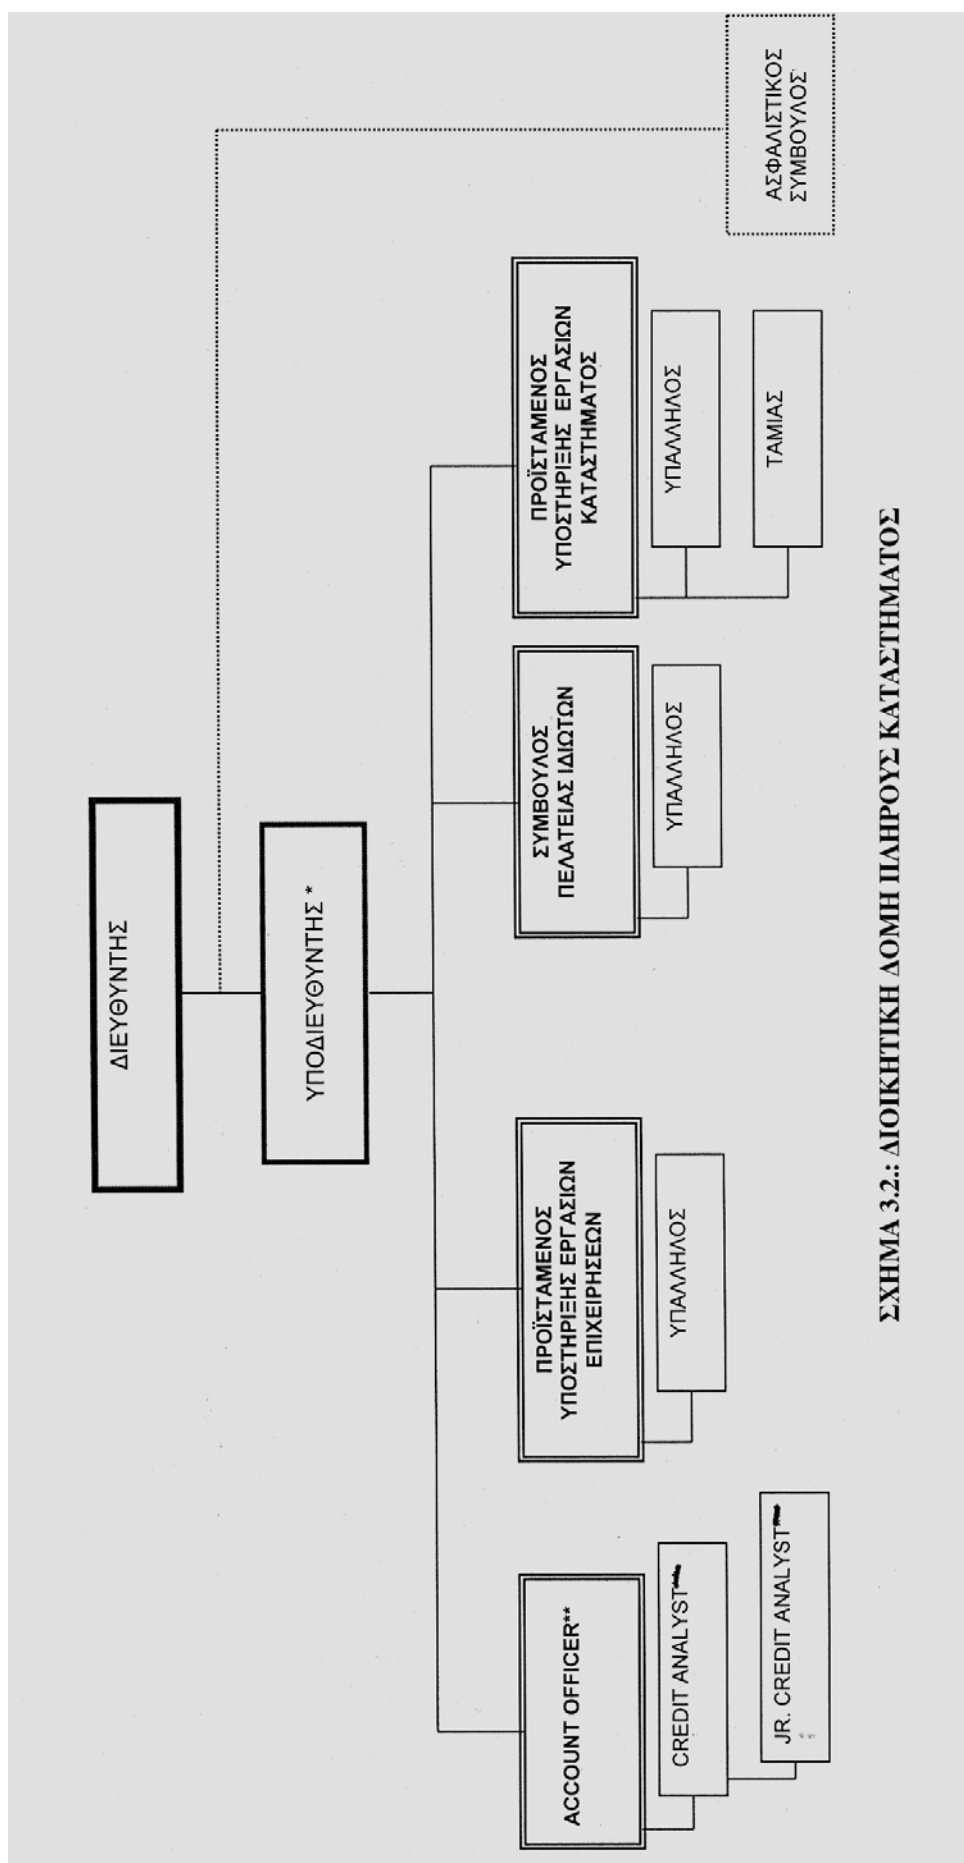 ΔΙΕΥΘΥΝΤΗΣ
ΥΠΟΔΙΕΥΘΥΝΤΗΣ *
ACCOUNT OFFICER**
CREDIT ANALYST
JR. CREDIT ANALYST
ΠΡΟΪΣΤΑΜΕΝΟΣ
ΥΠΟΣΤΗΡΙΞΗΣ ΕΡΓΑΣΙΩΝ
ΕΠΙΧΕΙΡΗΣΕΩΝ
ΥΠΑΛΛΗΛΟΣ
ΣΥΜΒΟΥΛΟΣ
ΠΕΛΑΤΕΙΑΣ ΙΔΙΩΤΩΝ
ΥΠΑΛΛΗΛΟΣ
ΠΡΟΪΣΤΑΜΕΝΟΣ
ΥΠΟΣΤΗΡΙΞΗΣ ΕΡΓΑΣΙΩΝ
ΚΑΤΑΣΤΗΜΑΤΟΣ
ΥΠΑΛΛΗΛΟΣ
ΤΑΜΙΑΣ
ΑΣΦΑΛΙΣΤΙΚΟΣ
ΣΥΜΒΟΥΛΟΣ
ΣΧΗΜΑ 3.2.: ΔΙΟΙΚΗΤΙΚΗ ΔΟΜΗ ΠΛΗΡΟΥΣ ΚΑΤΑΣΤΗΜΑΤΟΣ